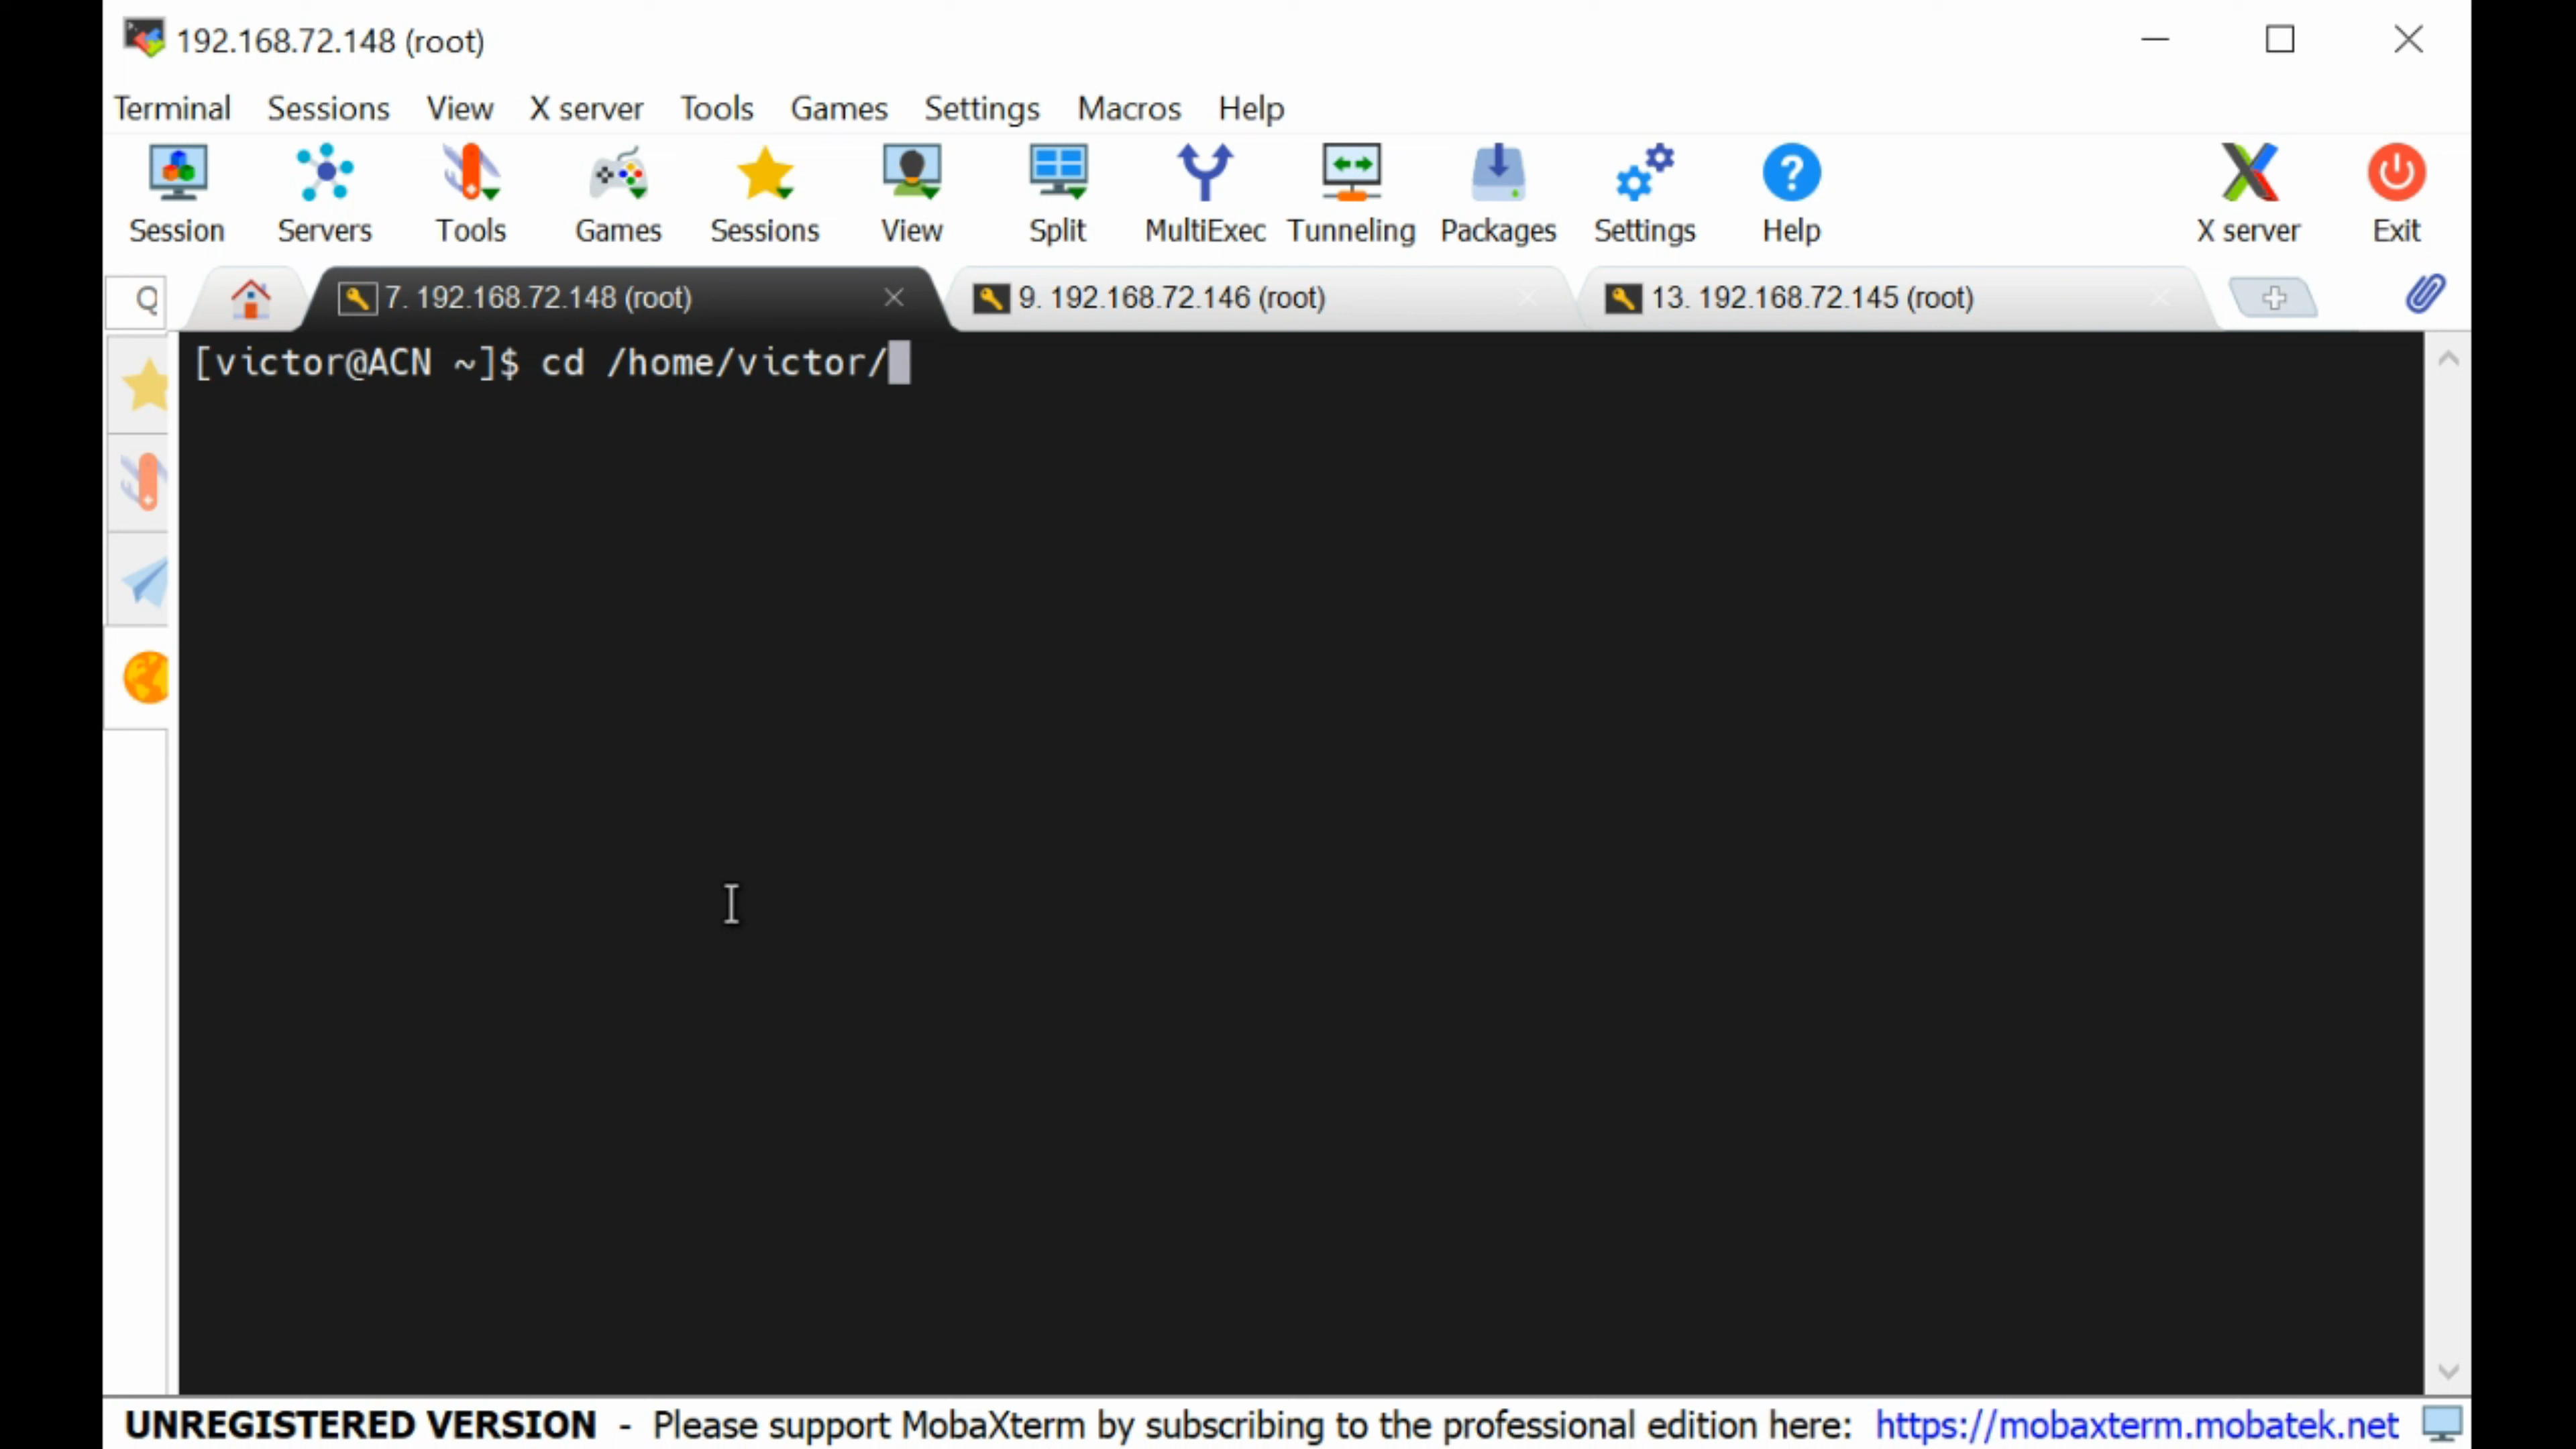 192.168.72.148 (root)
Terminal Sessions View X server Tools Games Settings Macros Help
Session Servers Tools Games Sessions View Split MultiExec Tunneling Packages Settings Help X server Exit
7. 192.168.72.148 (root) 9. 192.168.72.146 (root) 13. 192.168.72.145 (root)
[victor@ACN ~]$ cd /home/victor/
UNREGISTERED VERSION - Please support MobaXterm by subscribing to the professional edition here: https://mobaxterm.mobatek.net